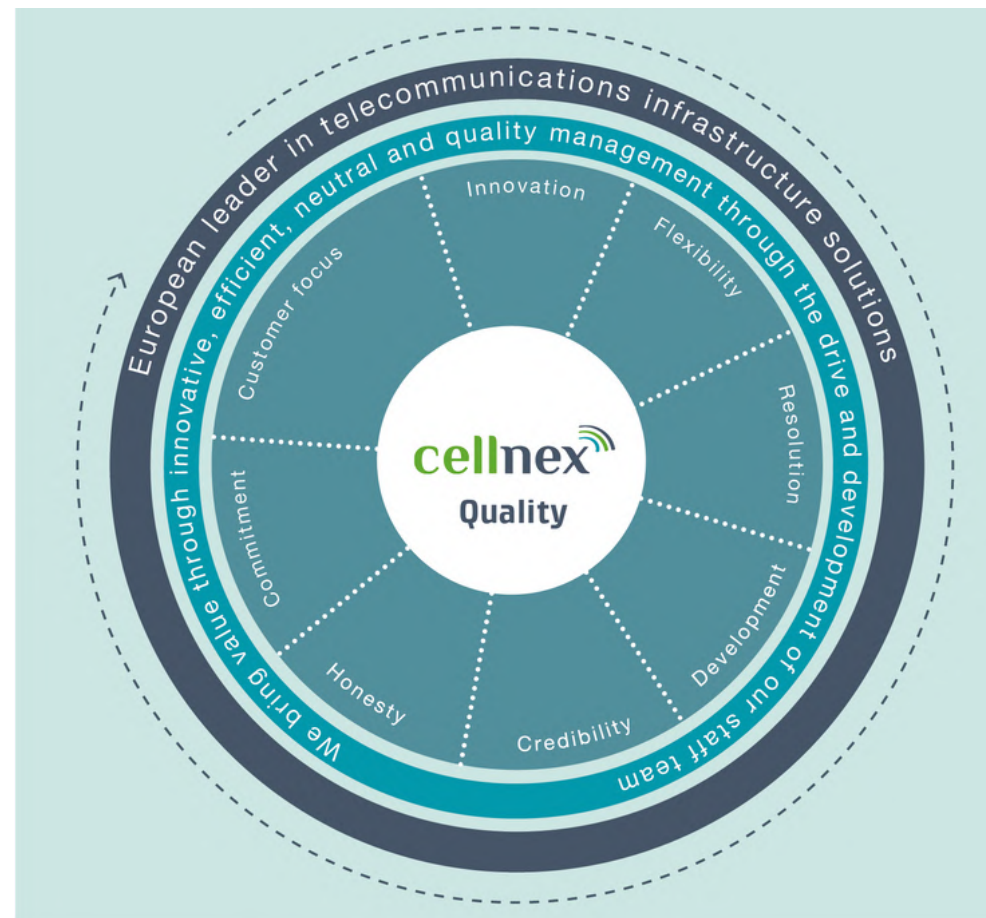 European leader in telecommunications infrastructure solutions
We bring value through innovative, efficient, neutral and quality management through the drive and development of our staff team
Innovation
Flexibility
Resolution
Development
Credibility
Honesty
Commitment
Customer focus
cellnex
Quality